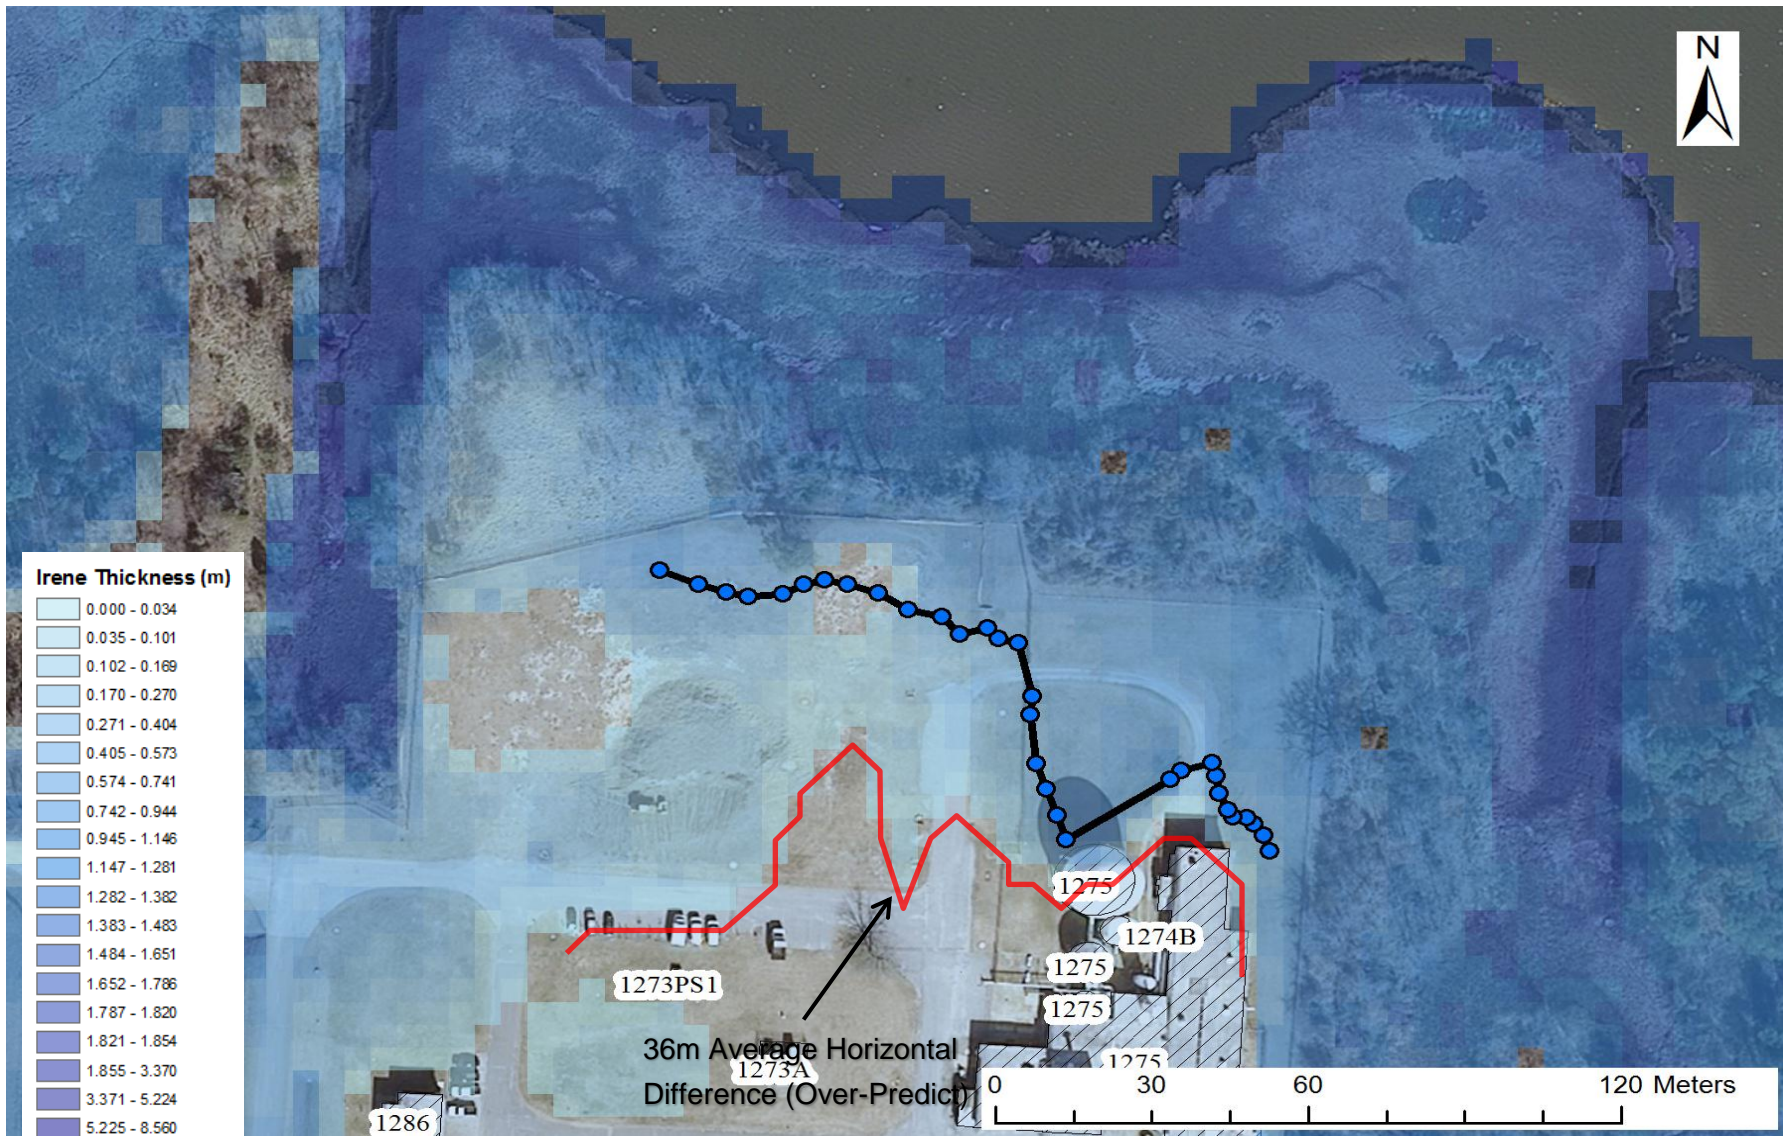 N
Irene Thickness (m)
0.000 - 0.034
0.035 - 0.101
0.102 - 0.169
0.170 - 0.270
0.271 - 0.404
0.405 - 0.573
0.574 - 0.741
0.742 - 0.944
0.945 - 1.146
1.147 - 1.281
1.282 - 1.382
1.383 - 1.483
1.484 - 1.651
1.652 - 1.786
1.787 - 1.820
1.821 - 1.854
1.855 - 3.370
3.371 - 5.224
5.225 - 8.560
1275
1274B
1275
1273PS1
1275
36m Average Horizontal
Difference (Over-Predict)
1273A
1275
1286
0 30 60 120 Meters